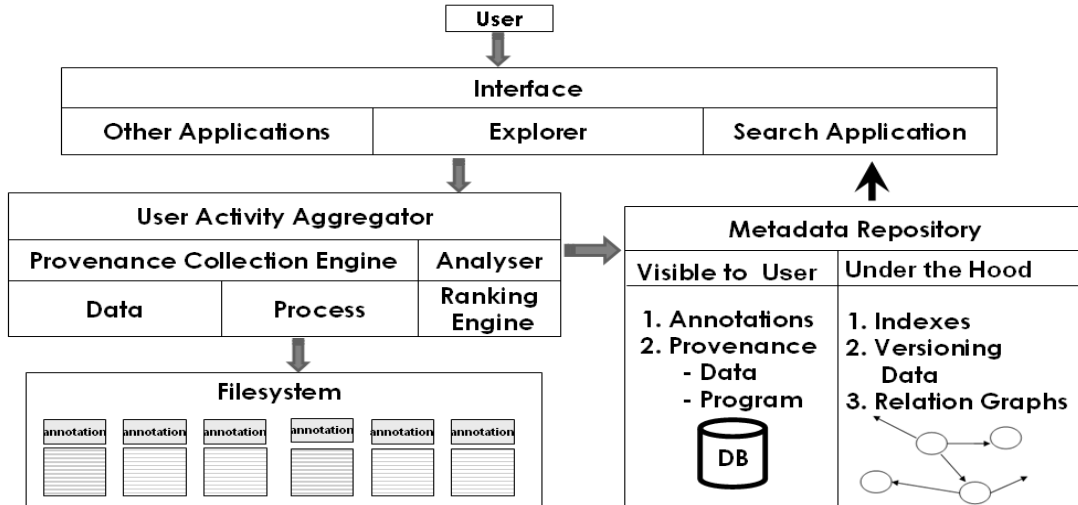 User
Interface
Other Applications
Explorer
Search Application
User Activity Aggregator
Provenance Collection Engine
Analyser
Data
Process
Ranking
Engine
Filesystem
annotation
annotation
annotation
annotation
annotation
annotation
Metadata Repository
Visible to User
1. Annotations
2. Provenance
- Data
- Program
DB
Under the Hood
1. Indexes
2. Versioning
Data
3. Relation Graphs